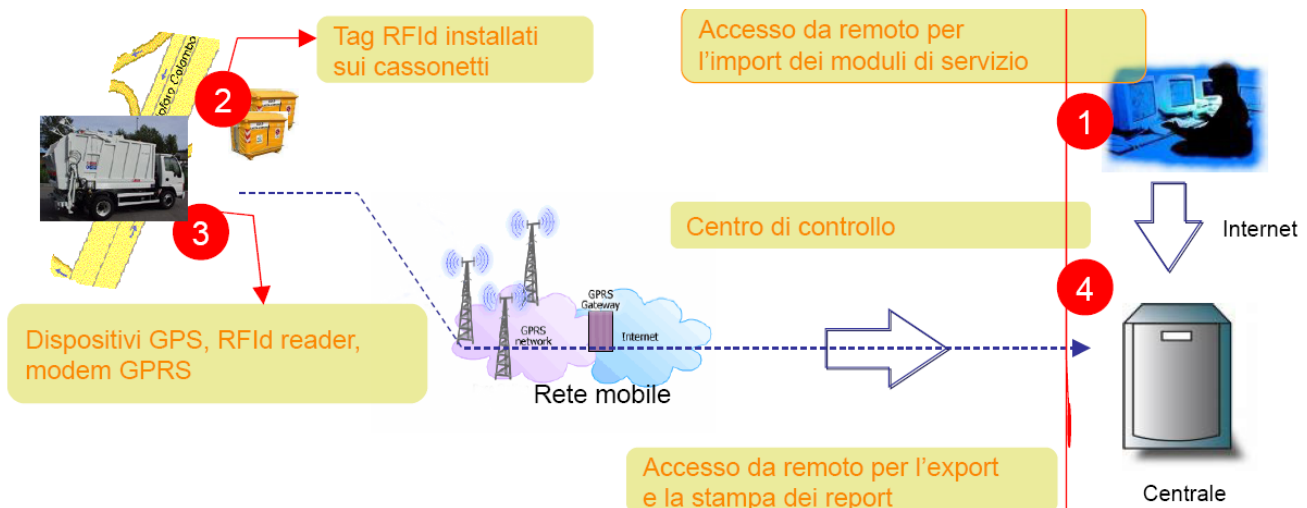 Tag RFId installati
sui cassonetti
Accesso da remoto per
l'import dei moduli di servizio
2
1
3
Centro di controllo
Internet
4
Dispositivi GPS, RFId reader,
modem GPRS
GPRS
Gateway
GPRS
network
Internet
Rete mobile
Accesso da remoto per l'export
e la stampa dei report
Centrale